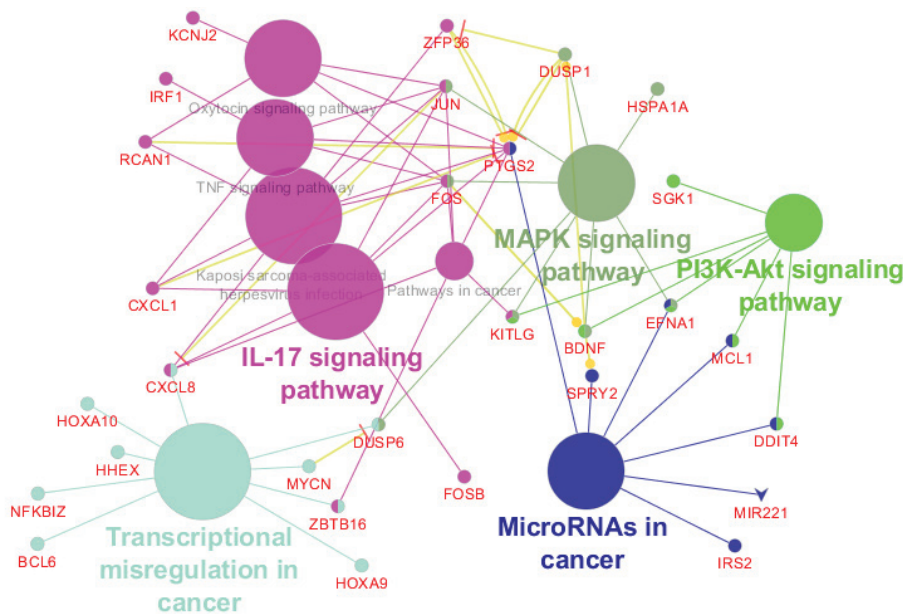 KCNJ2
ZFP36
DUSP1
IRF1
Oxytocin signaling pathway
JUN
HSPA1A
RCAN1
PTGS2
TNF signaling pathway
FOS
SGK1
MAPK signaling
pathway
PI3K-Akt signaling
pathway
Kaposi sarcoma-associated
herpesvirus infection
Pathways in cancer
CXCL1
KITLG
BDNF
EFNA1
MCL1
IL-17 signaling
pathway
CXCL8
SPRY2
HOXA10
DUSP6
DDIT4
HHEX
MYCN
FOSB
NFKBIZ
ZBTB16
MIR221
MicroRNAs in
cancer
BCL6
Transcriptional
misregulation in
cancer
HOXA9
IRS2